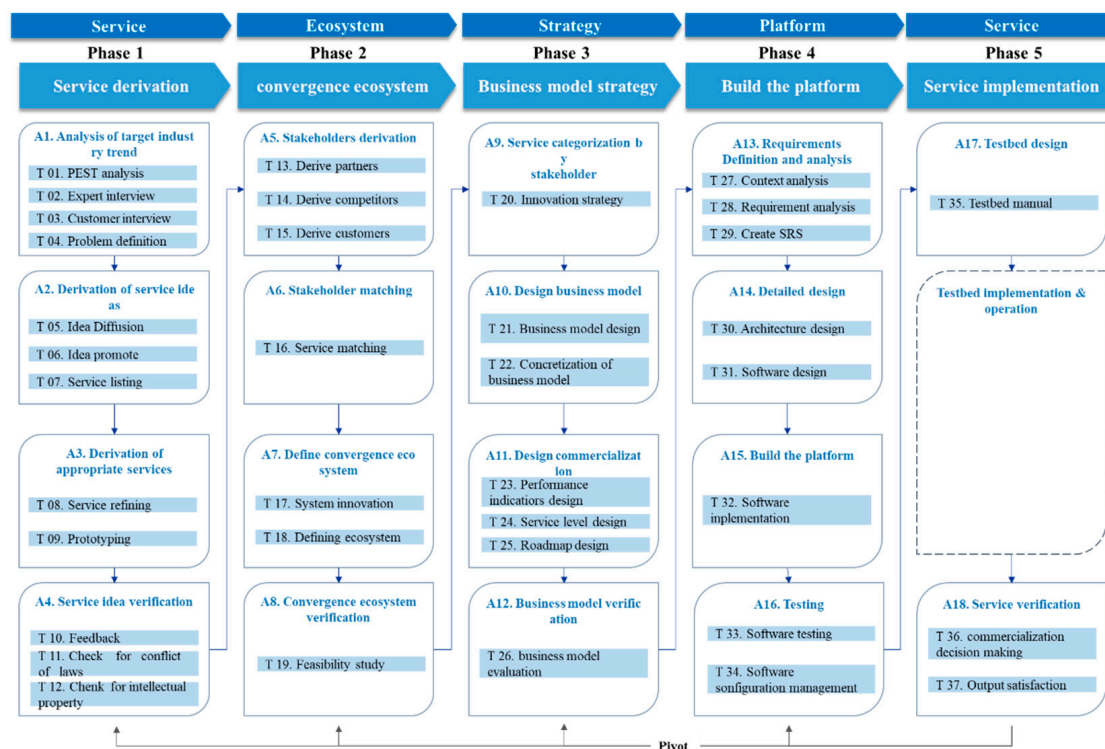 Service
Phase 1
Service derivation
A1. Analysis of target indust
ry trend
T 01. PEST analysis
T 02. Expert interview
T 03. Customer interview
T 04. Problem definition
A2. Derivation of service ide
as
T 05. Idea Diffusion
T 06. Idea promote
T 07. Service listing
A3. Derivation of
appropriate services
T 08. Service refining
T 09. Prototyping
A4. Service idea verification
T 10. Feedback
T 11. Check for conflict
of laws
T 12. Chenk for intellectual
property
Ecosystem
Phase 2
convergence ecosystem
A5. Stakeholders derivation
T 13. Derive partners
T 14. Derive competitors
T 15. Derive customers
A6. Stakeholder matching
T 16. Service matching
A7. Define convergence eco
system
T 17. System innovation
T 18. Defining ecosystem
A8. Convergence ecosystem
verification
T 19. Feasibility study
Strategy
Phase 3
Business model strategy
A9. Service categorization b
y
stakeholder
T 20. Innovation strategy
A10. Design business model
T 21. Business model design
T 22. Concretization of
business model
A11. Design commercializa
tion
T 23. Performance
indicatiors design
T 24. Service level design
T 25. Roadmap design
A12. Business model verific
ation
T 26. business model
evaluation
Platform
Phase 4
Build the platform
A13. Requirements
Definition and analysis
T 27. Context analysis
T 28. Requirement analysis
T 29. Create SRS
A14. Detailed design
T 30. Architecture design
T 31. Software design
A15. Build the platform
T 32. Software
implementation
A16. Testing
T 33. Software testing
T 34. Software
sonfiguration management
Service
Phase 5
Service implementation
A17. Testbed design
T 35. Testbed manual
Testbed implementation &
operation
A18. Service verification
T 36. commercialization
decision making
T 37. Output satisfaction
Pivot